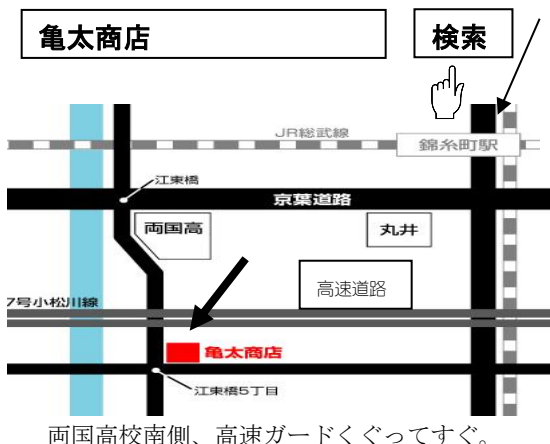 亀太商店
検索
JR総武線
錦糸町駅
江東橋
京葉道路
両国高
丸井
高速道路
7号小松川線
亀太商店
江東橋5丁目
両国高校南側、高速ガードくぐってすぐ。